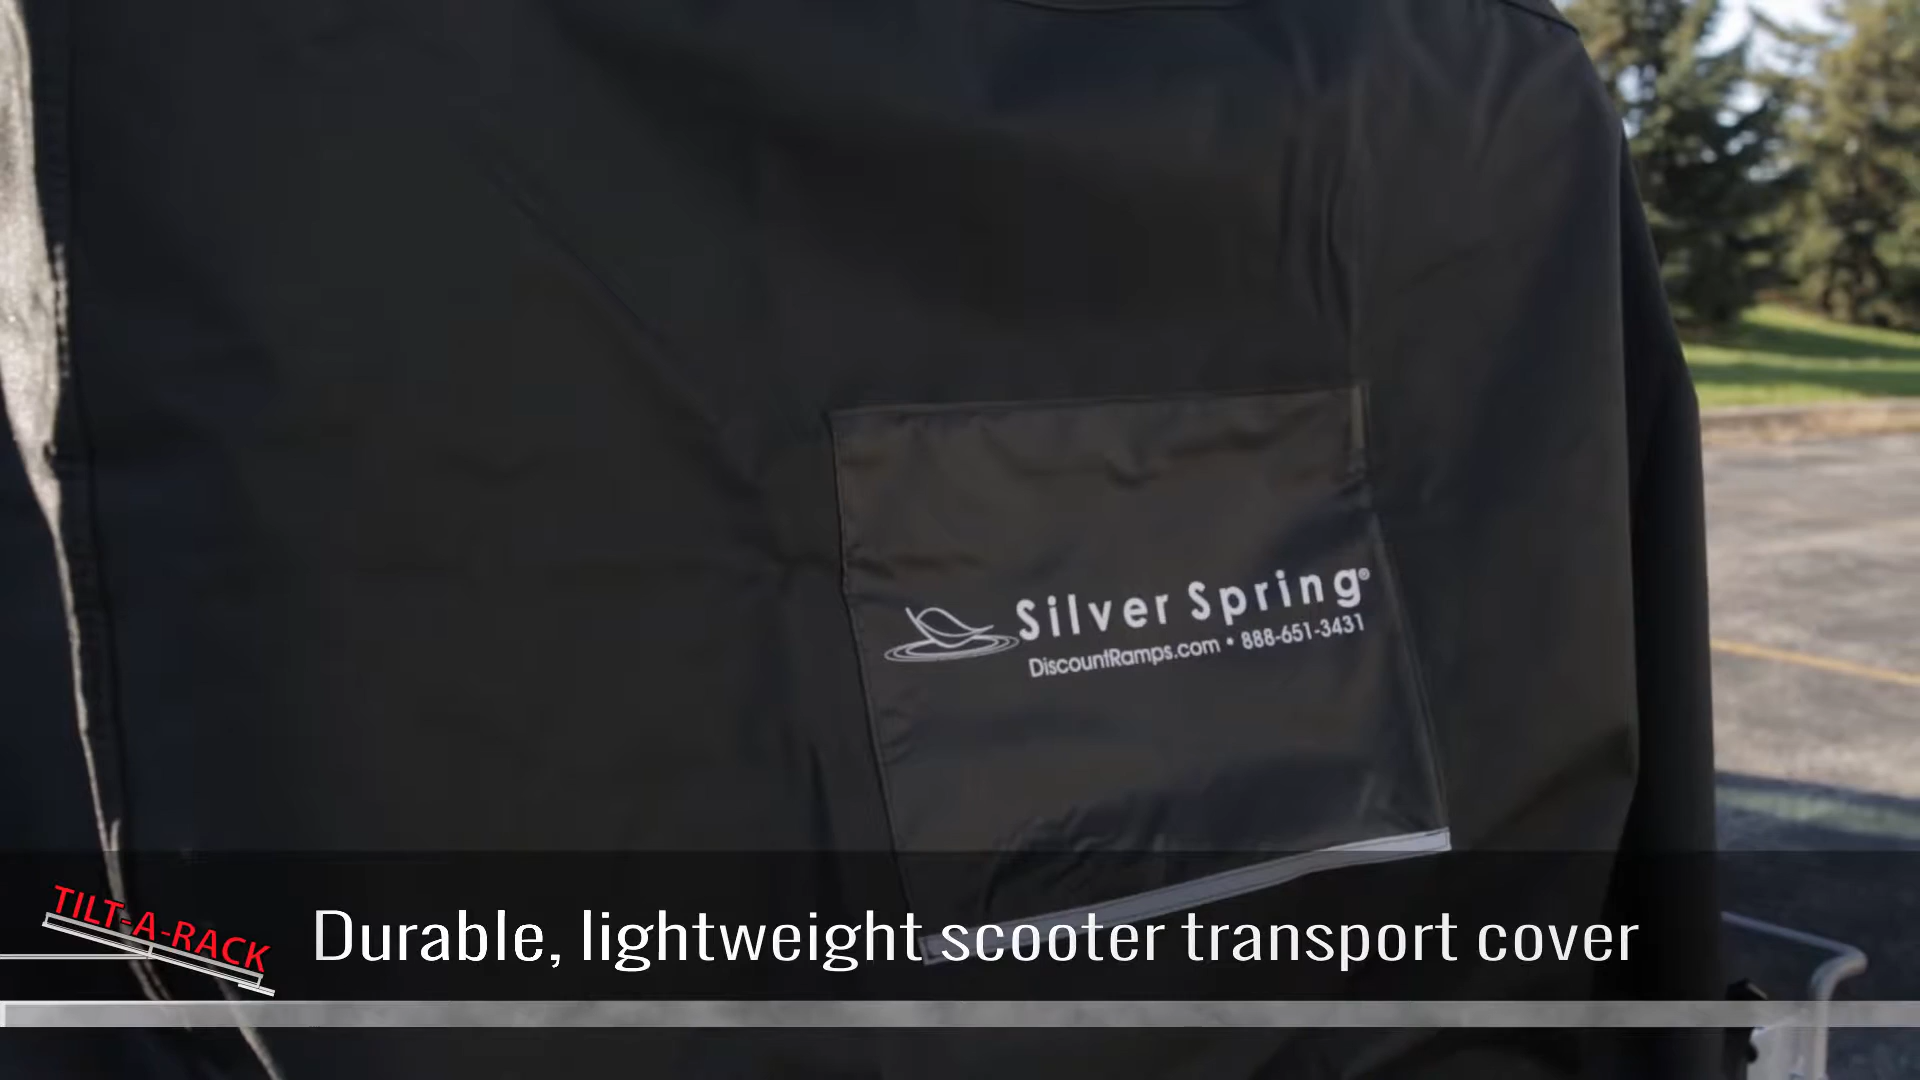 Silver Spring®
DiscountRamps.com • 888-651-3431
TILT-A-RACK
Durable, lightweight scooter transport cover